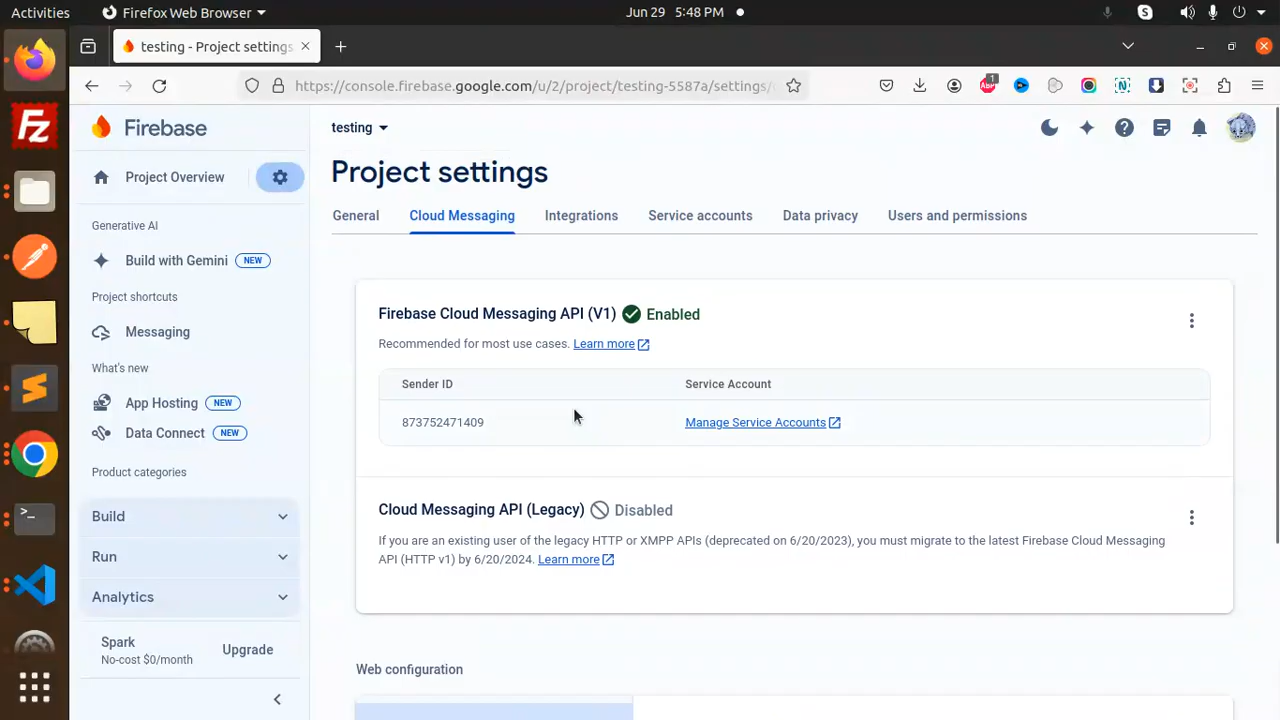 Activities
Firefox Web Browser
Jun 29 5:48 PM
testing - Project settings
https://console.firebase.google.com/u/2/project/testing-5587a/settings/
1
Firebase
testing
Project Overview
Project settings
General
Cloud Messaging
Integrations
Service accounts
Data privacy
Users and permissions
Generative AI
Build with Gemini NEW
Project shortcuts
Messaging
What's new
App Hosting NEW
Data Connect NEW
Product categories
Build
Run
Analytics
Spark
No-cost $0/month
Upgrade
Firebase Cloud Messaging API (V1) Enabled
Recommended for most use cases. Learn more
Sender ID
Service Account
873752471409
Manage Service Accounts
Cloud Messaging API (Legacy) Disabled
If you are an existing user of the legacy HTTP or XMPP APIs (deprecated on 6/20/2023), you must migrate to the latest Firebase Cloud Messaging
API (HTTP v1) by 6/20/2024. Learn more
Web configuration